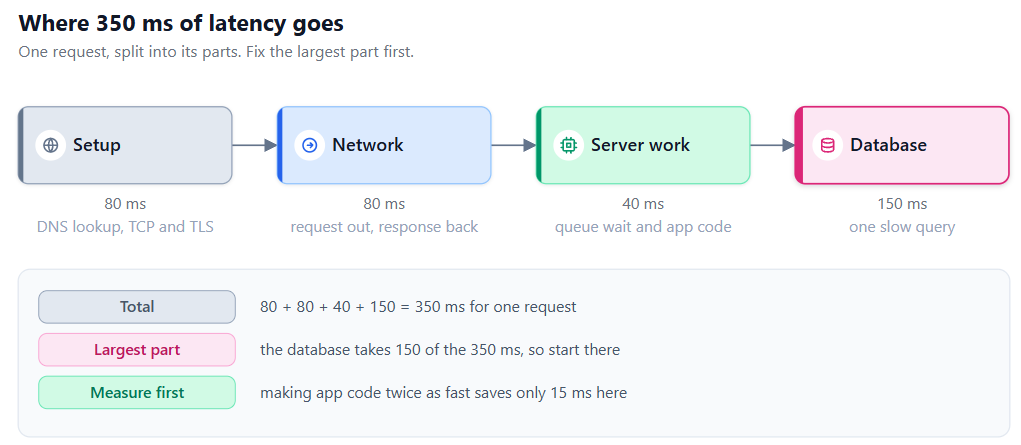 Where 350 ms of latency goes
One request, split into its parts. Fix the largest part first.
Setup
Network
Server work
Database
80 ms
80 ms
40 ms
150 ms
DNS lookup, TCP and TLS
request out, response back
queue wait and app code
one slow query
Total
80 + 80 + 40 + 150 = 350 ms for one request
Largest part
the database takes 150 of the 350 ms, so start there
Measure first
making app code twice as fast saves only 15 ms here